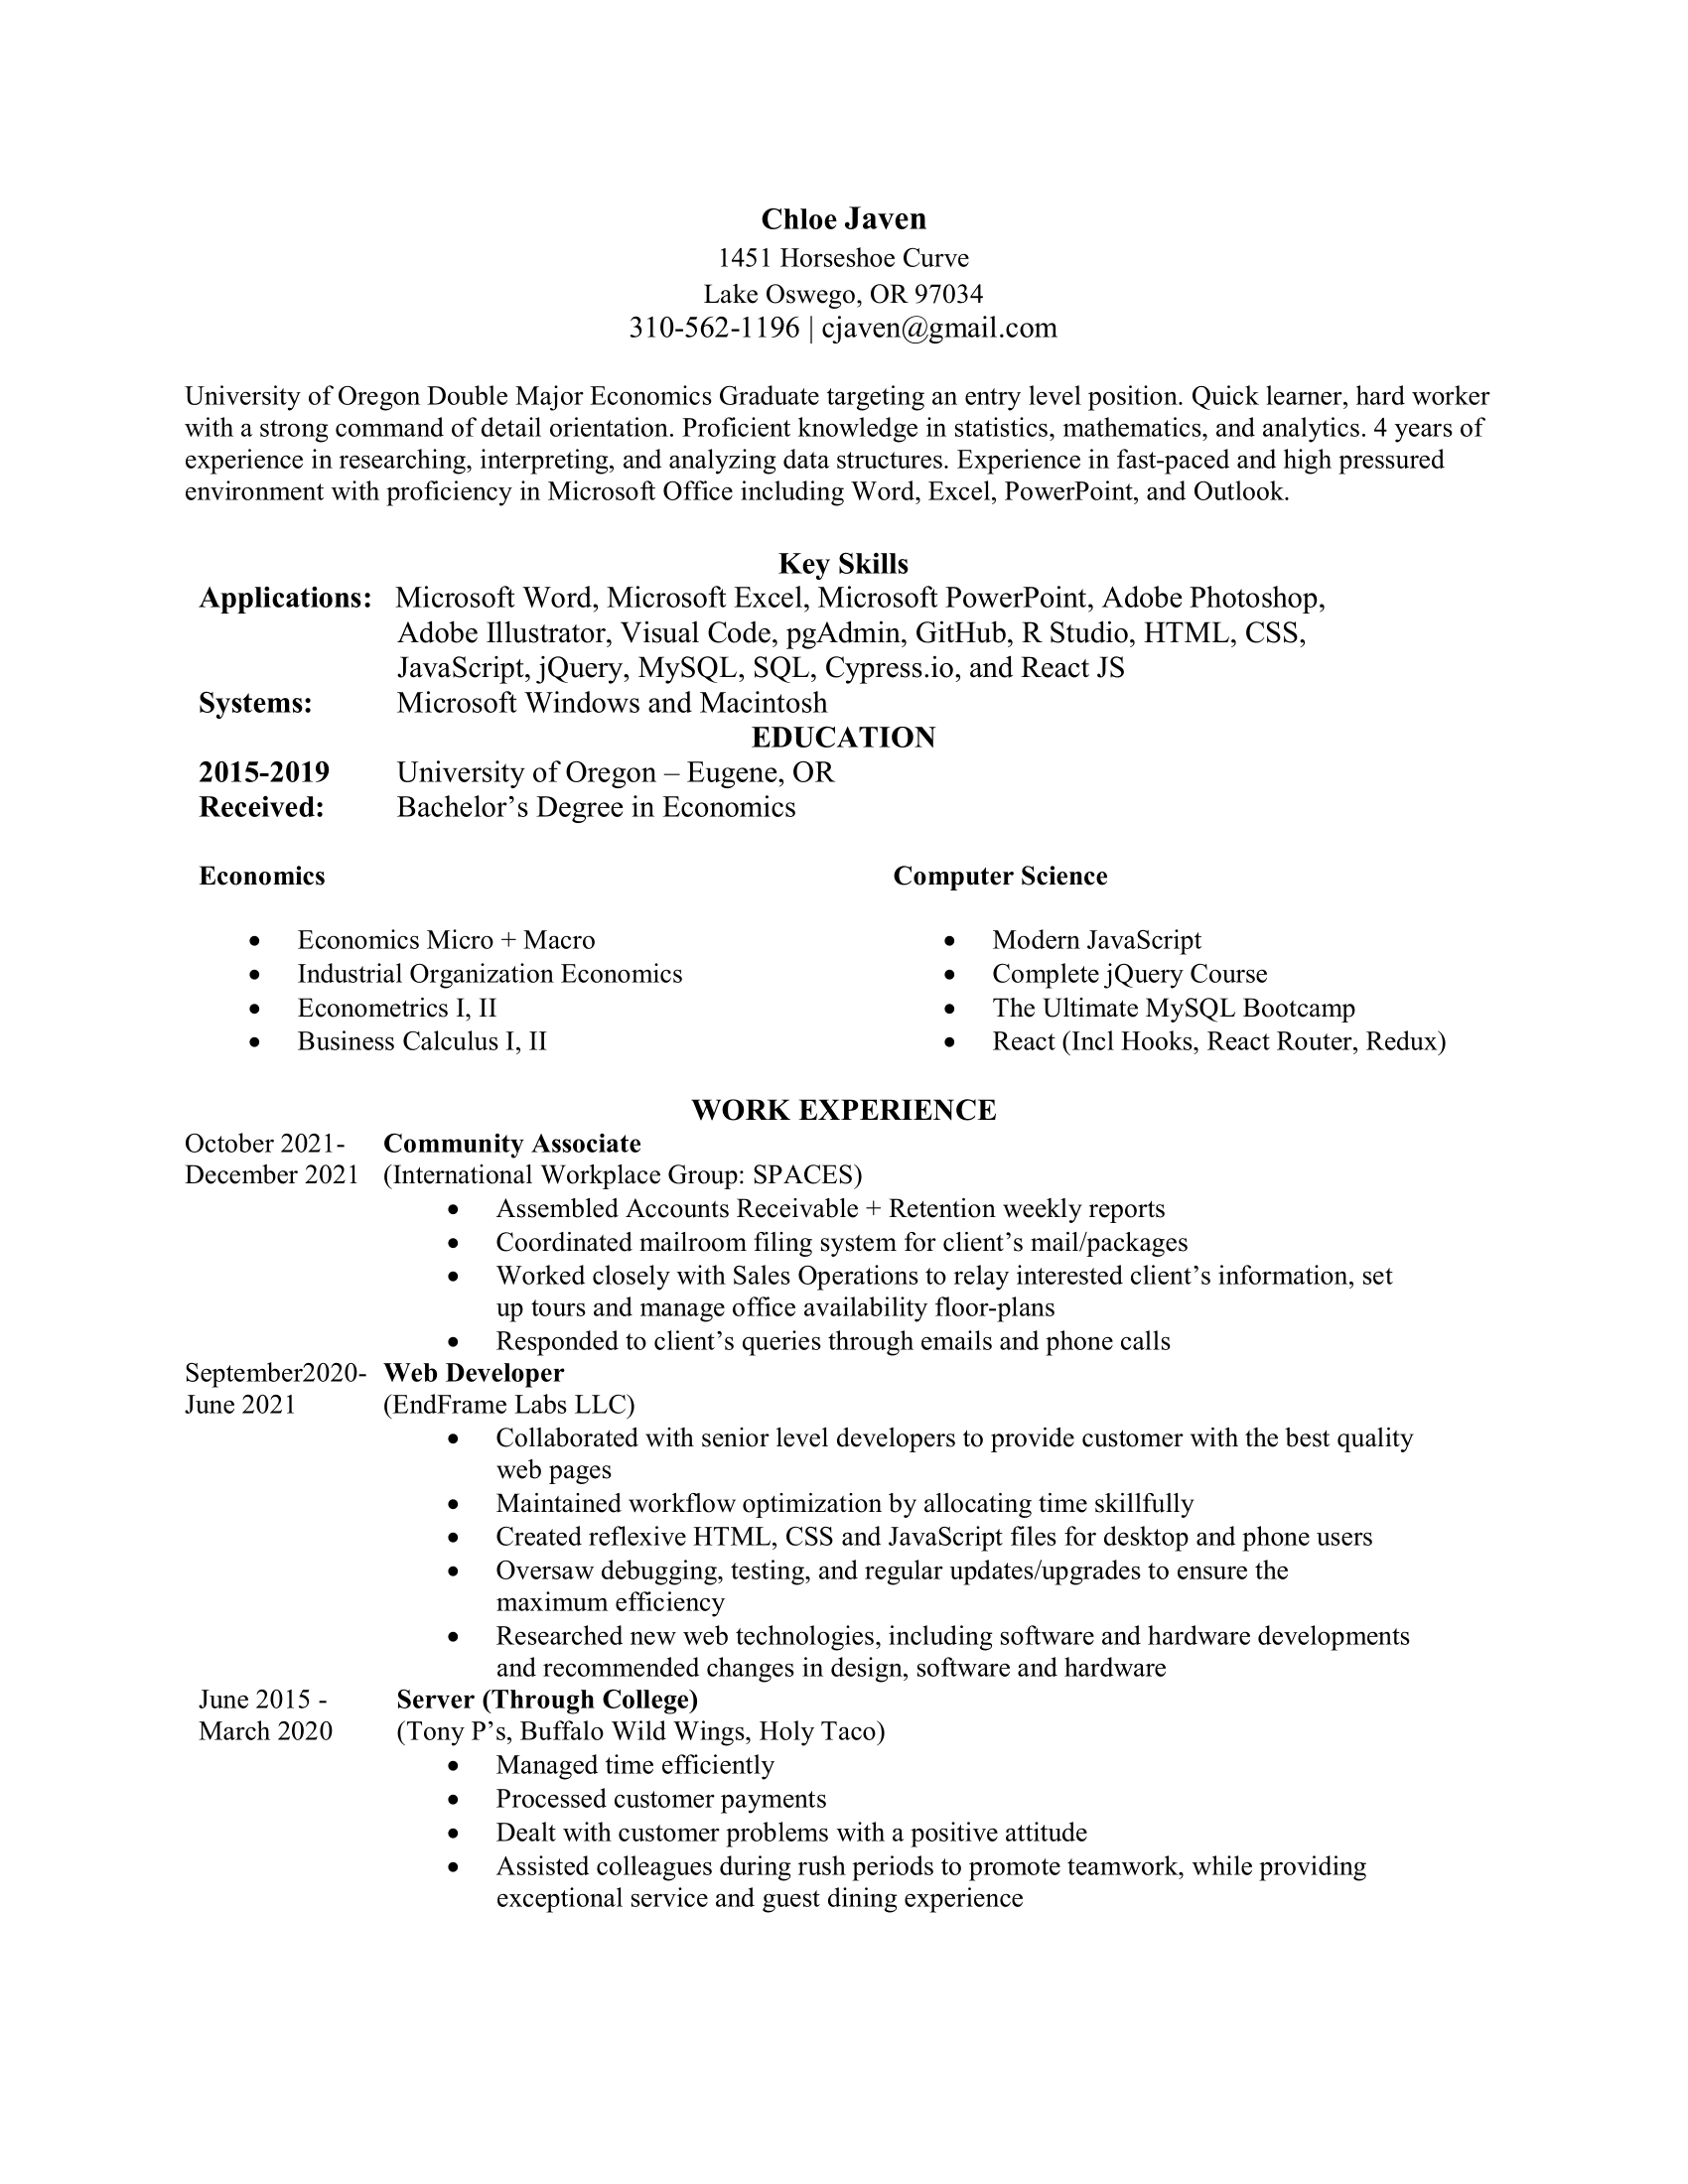 Chloe Javen
1451 Horseshoe Curve
Lake Oswego, OR 97034
310-562-1196 | cjaven@gmail.com
University of Oregon Double Major Economics Graduate targeting an entry level position. Quick learner, hard worker
with a strong command of detail orientation. Proficient knowledge in statistics, mathematics, and analytics. 4 years of
experience in researching, interpreting, and analyzing data structures. Experience in fast-paced and high pressured
environment with proficiency in Microsoft Office including Word, Excel, PowerPoint, and Outlook.
Key Skills
Applications: Microsoft Word, Microsoft Excel, Microsoft PowerPoint, Adobe Photoshop,
Adobe Illustrator, Visual Code, pgAdmin, GitHub, R Studio, HTML, CSS,
JavaScript, jQuery, MySQL, SQL, Cypress.io, and React JS
Systems: Microsoft Windows and Macintosh
EDUCATION
2015-2019 University of Oregon – Eugene, OR
Received: Bachelor’s Degree in Economics
Economics
• Economics Micro + Macro
• Industrial Organization Economics
• Econometrics I, II
• Business Calculus I, II
Computer Science
• Modern JavaScript
• Complete jQuery Course
• The Ultimate MySQL Bootcamp
• React (Incl Hooks, React Router, Redux)
WORK EXPERIENCE
October 2021- Community Associate
December 2021 (International Workplace Group: SPACES)
• Assembled Accounts Receivable + Retention weekly reports
• Coordinated mailroom filing system for client’s mail/packages
• Worked closely with Sales Operations to relay interested client’s information, set
up tours and manage office availability floor-plans
• Responded to client’s queries through emails and phone calls
September2020- Web Developer
June 2021 (EndFrame Labs LLC)
• Collaborated with senior level developers to provide customer with the best quality
web pages
• Maintained workflow optimization by allocating time skillfully
• Created reflexive HTML, CSS and JavaScript files for desktop and phone users
• Oversaw debugging, testing, and regular updates/upgrades to ensure the
maximum efficiency
• Researched new web technologies, including software and hardware developments
and recommended changes in design, software and hardware
June 2015 - Server (Through College)
March 2020 (Tony P’s, Buffalo Wild Wings, Holy Taco)
• Managed time efficiently
• Processed customer payments
• Dealt with customer problems with a positive attitude
• Assisted colleagues during rush periods to promote teamwork, while providing
exceptional service and guest dining experience